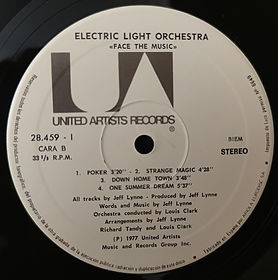 ELECTRIC LIGHT ORCHESTRA
«FACE THE MUSIC»
UA
UNITED ARTISTS RECORDS
28.459 - I
CARA B
33 ⅓ R.P.M.
BIEM
STEREO
1. POKER 3'20" - 2. STRANGE MAGIC 4'28"
3. DOWN HOME TOWN 3'48"
4. ONE SUMMER DREAM 5'37"
All tracks by Jeff Lynne - Produced by Jeff Lynne
Words and Music by Jeff Lynne
Orchestra conducted by Louis Clark
Arrangements by Jeff Lynne
Richard Tandy and Louis Clark
(P) 1977 United Artists
Music and Records Group Inc.